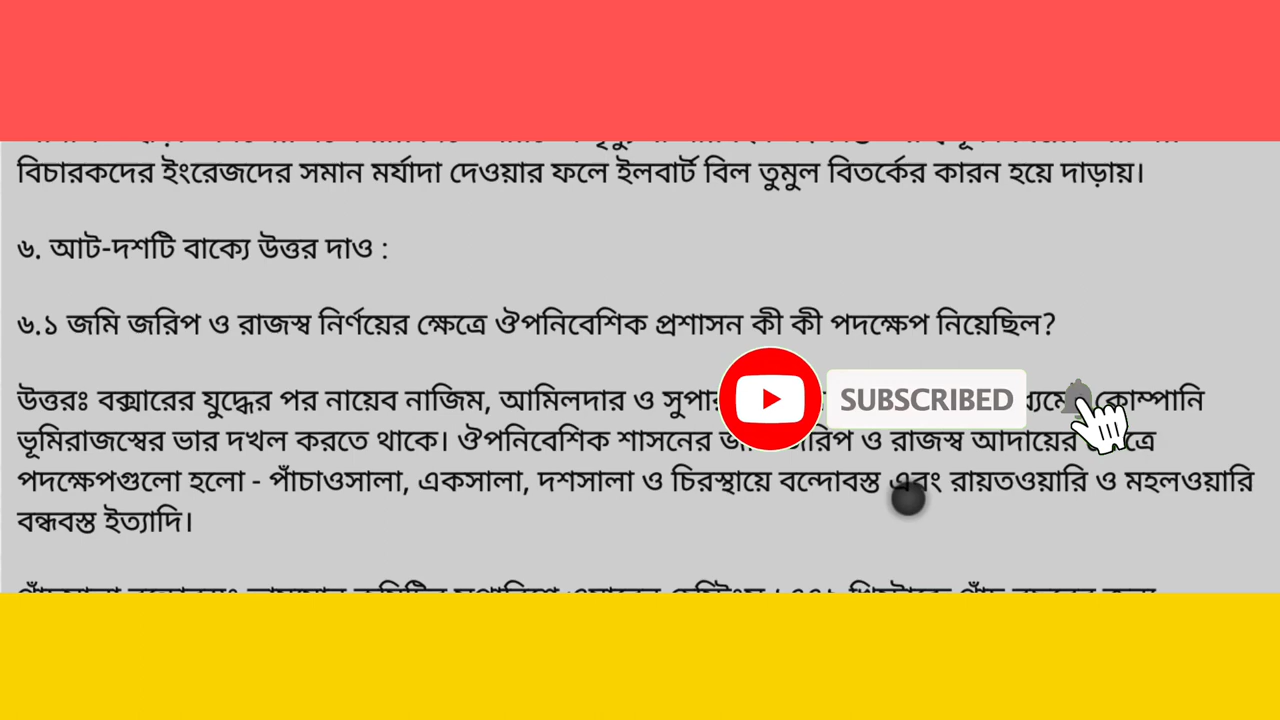 বিচারকদের ইংরেজদের সমান মর্যাদা দেওয়ার ফলে ইলবার্ট বিল তুমুল বিতর্কের কারন হয়ে দাড়ায়।
৬. আট-দশটি বাক্যে উত্তর দাও :
৬.১ জমি জরিপ ও রাজস্ব নির্ণয়ের ক্ষেত্রে ঔপনিবেশিক প্রশাসন কী কী পদক্ষেপ নিয়েছিল?
উত্তরঃ বক্সারের যুদ্ধের পর নায়েব নাজিম, আমিলদার ও কোম্পানি
SUBSCRIBED
ভূমিরাজস্বের ভার দখল করতে থাকে। ঔপনিবেশিক শাসনের ও রাজস্ব আদায়ের
পদক্ষেপগুলো হলো - পাঁচাওসালা, একসালা, দশসালা ও চিরস্থায়ে বন্দোবস্ত এবং রায়তওয়ারি ও মহলওয়ারি
বন্ধবস্ত ইত্যাদি।